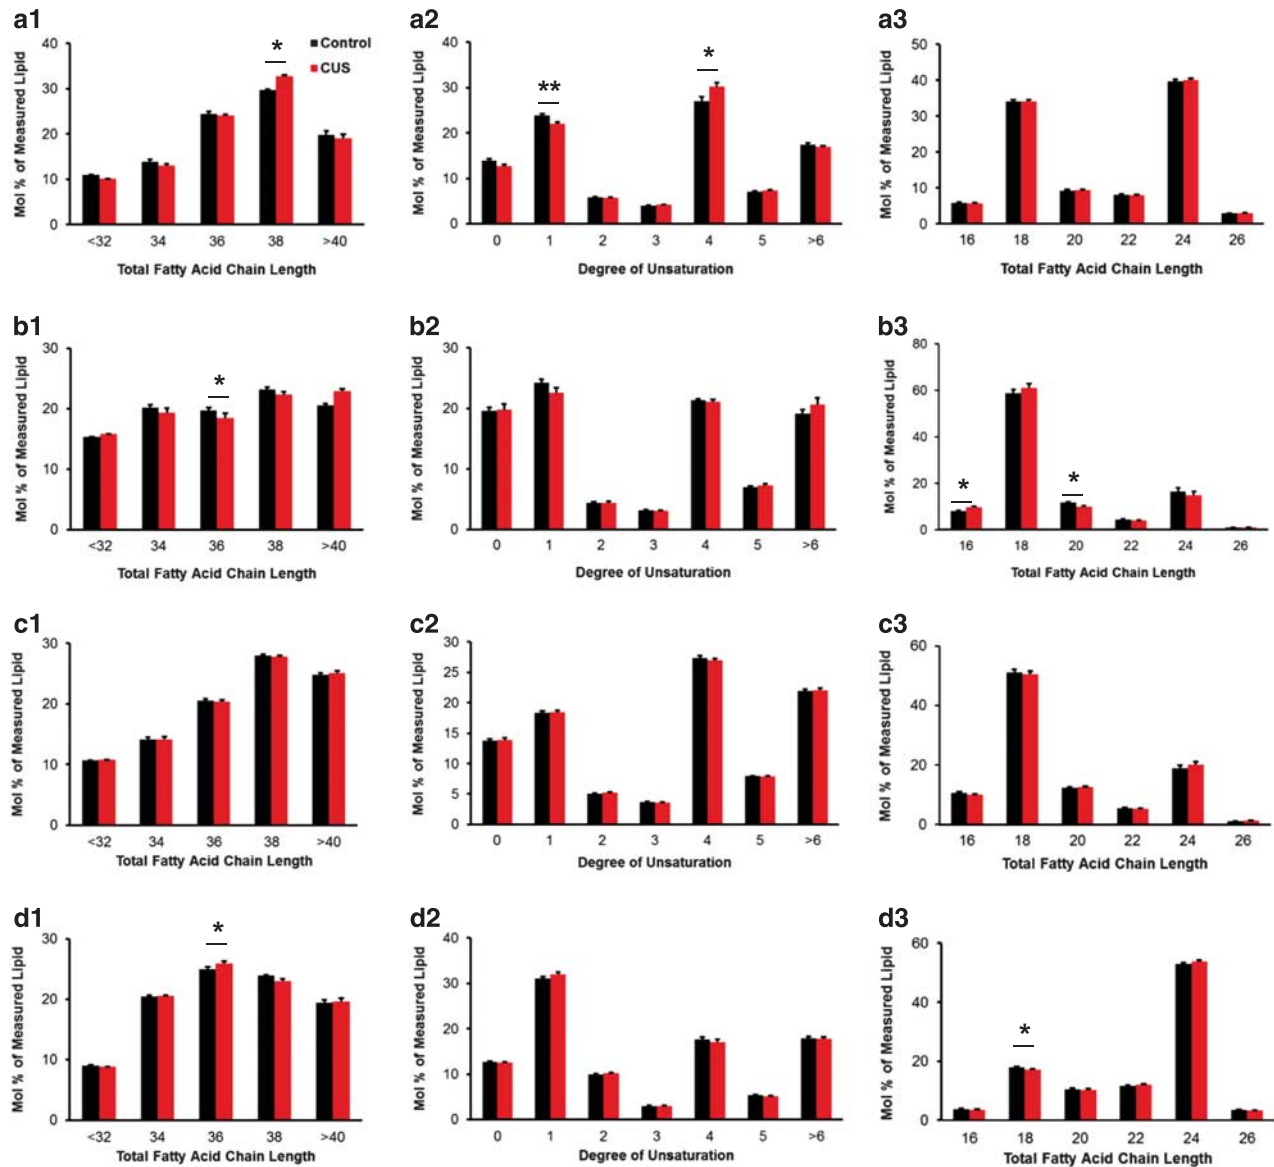 a1
Mol % of Measured Lipid
40
30
20
10
0
*
Control
CUS
<32 34 36 38 >40
Total Fatty Acid Chain Length
a2
Mol % of Measured Lipid
40
30
20
10
0
**
*
0 1 2 3 4 5 >6
Degree of Unsaturation
a3
Mol % of Measured Lipid
50
40
30
20
10
0
16 18 20 22 24 26
Total Fatty Acid Chain Length
b1
Mol % of Measured Lipid
30
20
10
0
*
<32 34 36 38 >40
Total Fatty Acid Chain Length
b2
Mol % of Measured Lipid
30
20
10
0
0 1 2 3 4 5 >6
Degree of Unsaturation
b3
Mol % of Measured Lipid
80
60
40
20
0
*
*
16 18 20 22 24 26
Total Fatty Acid Chain Length
c1
Mol % of Measured Lipid
30
20
10
0
<32 34 36 38 >40
Total Fatty Acid Chain Length
c2
Mol % of Measured Lipid
30
25
20
15
10
5
0
0 1 2 3 4 5 >6
Degree of Unsaturation
c3
Mol % of Measured Lipid
60
40
20
0
16 18 20 22 24 26
Total Fatty Acid Chain Length
d1
Mol % of Measured Lipid
30
20
10
0
*
<32 34 36 38 >40
Total Fatty Acid Chain Length
d2
Mol % of Measured Lipid
40
30
20
10
0
0 1 2 3 4 5 >6
Degree of Unsaturation
d3
Mol % of Measured Lipid
60
40
20
0
*
16 18 20 22 24 26
Total Fatty Acid Chain Length